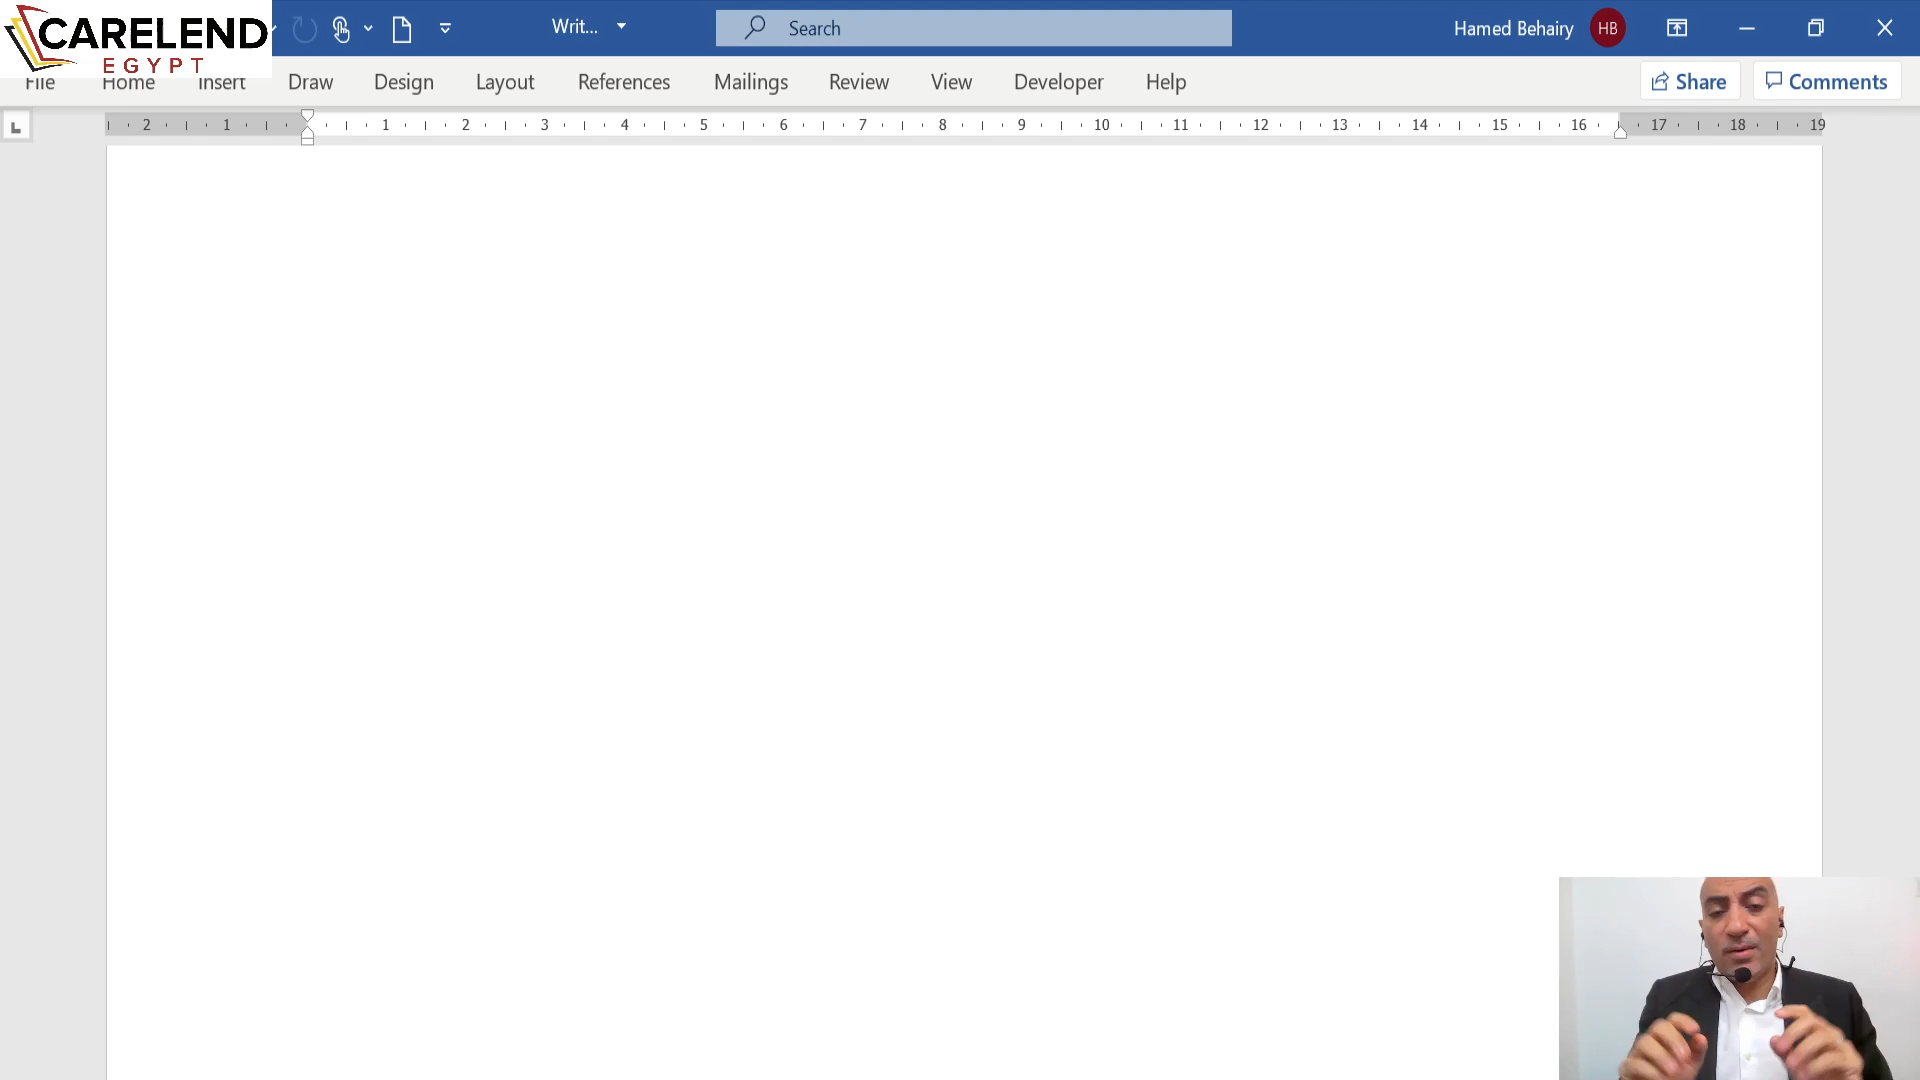 CARELEND
EGYPT
Writ...
Search
Hamed Behairy
HB
File
Home
Insert
Draw
Design
Layout
References
Mailings
Review
View
Developer
Help
Share
Comments
2 1 1 2 3 4 5 6 7 8 9 10 11 12 13 14 15 16 17 18 19